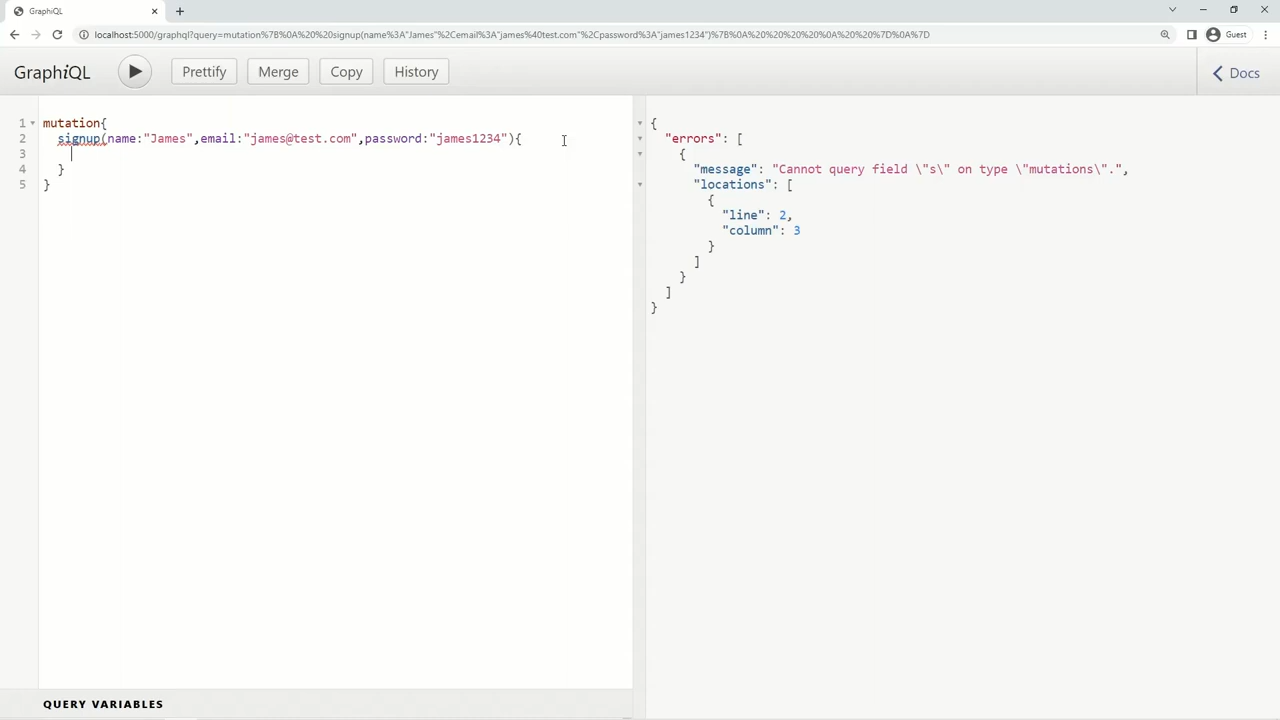 GraphiQL
localhost:5000/graphql?query=mutation%7B%0A%20%20signup(name%3A"James"%2Cemail%3A"james%40test.com"%2Cpassword%3A"james1234")%7B%0A%20%20%20%20%0A%20%20%7D%0A%7D
Guest
GraphiQL
Prettify
Merge
Copy
History
Docs
1 mutation{
2 signup(name:"James",email:"james@test.com",password:"james1234"){
3
4 }
5 }
{
"errors": [
{
"message": "Cannot query field \"s\" on type \"mutations\".",
"locations": [
{
"line": 2,
"column": 3
}
]
}
]
}
QUERY VARIABLES